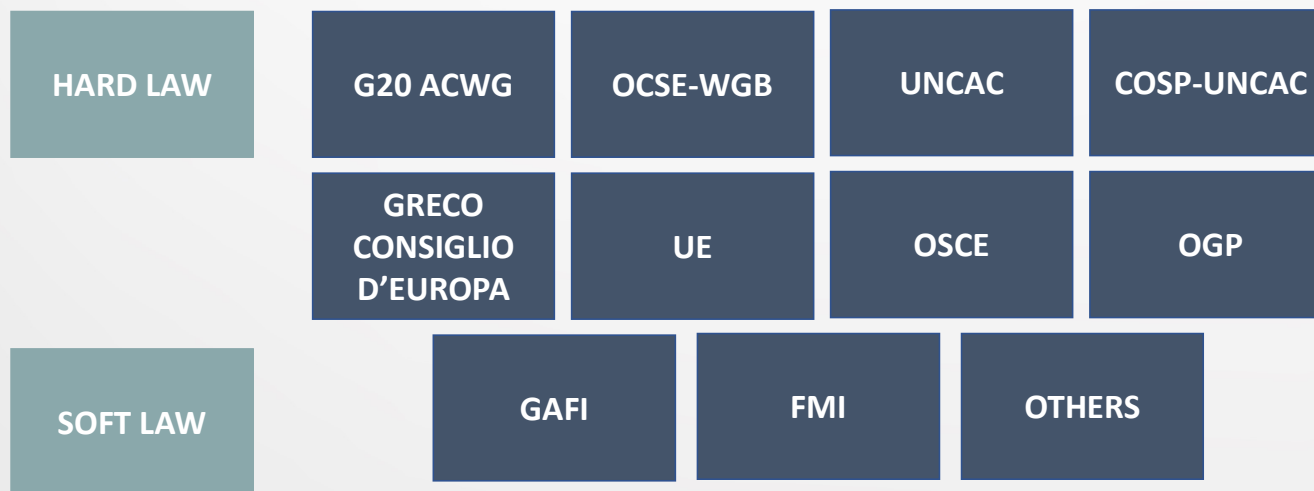 HARD LAW
G20 ACWG
OCSE-WGB
UNCAC
COSP-UNCAC
GRECO
CONSIGLIO
D’EUROPA
UE
OSCE
OGP
SOFT LAW
GAFI
FMI
OTHERS